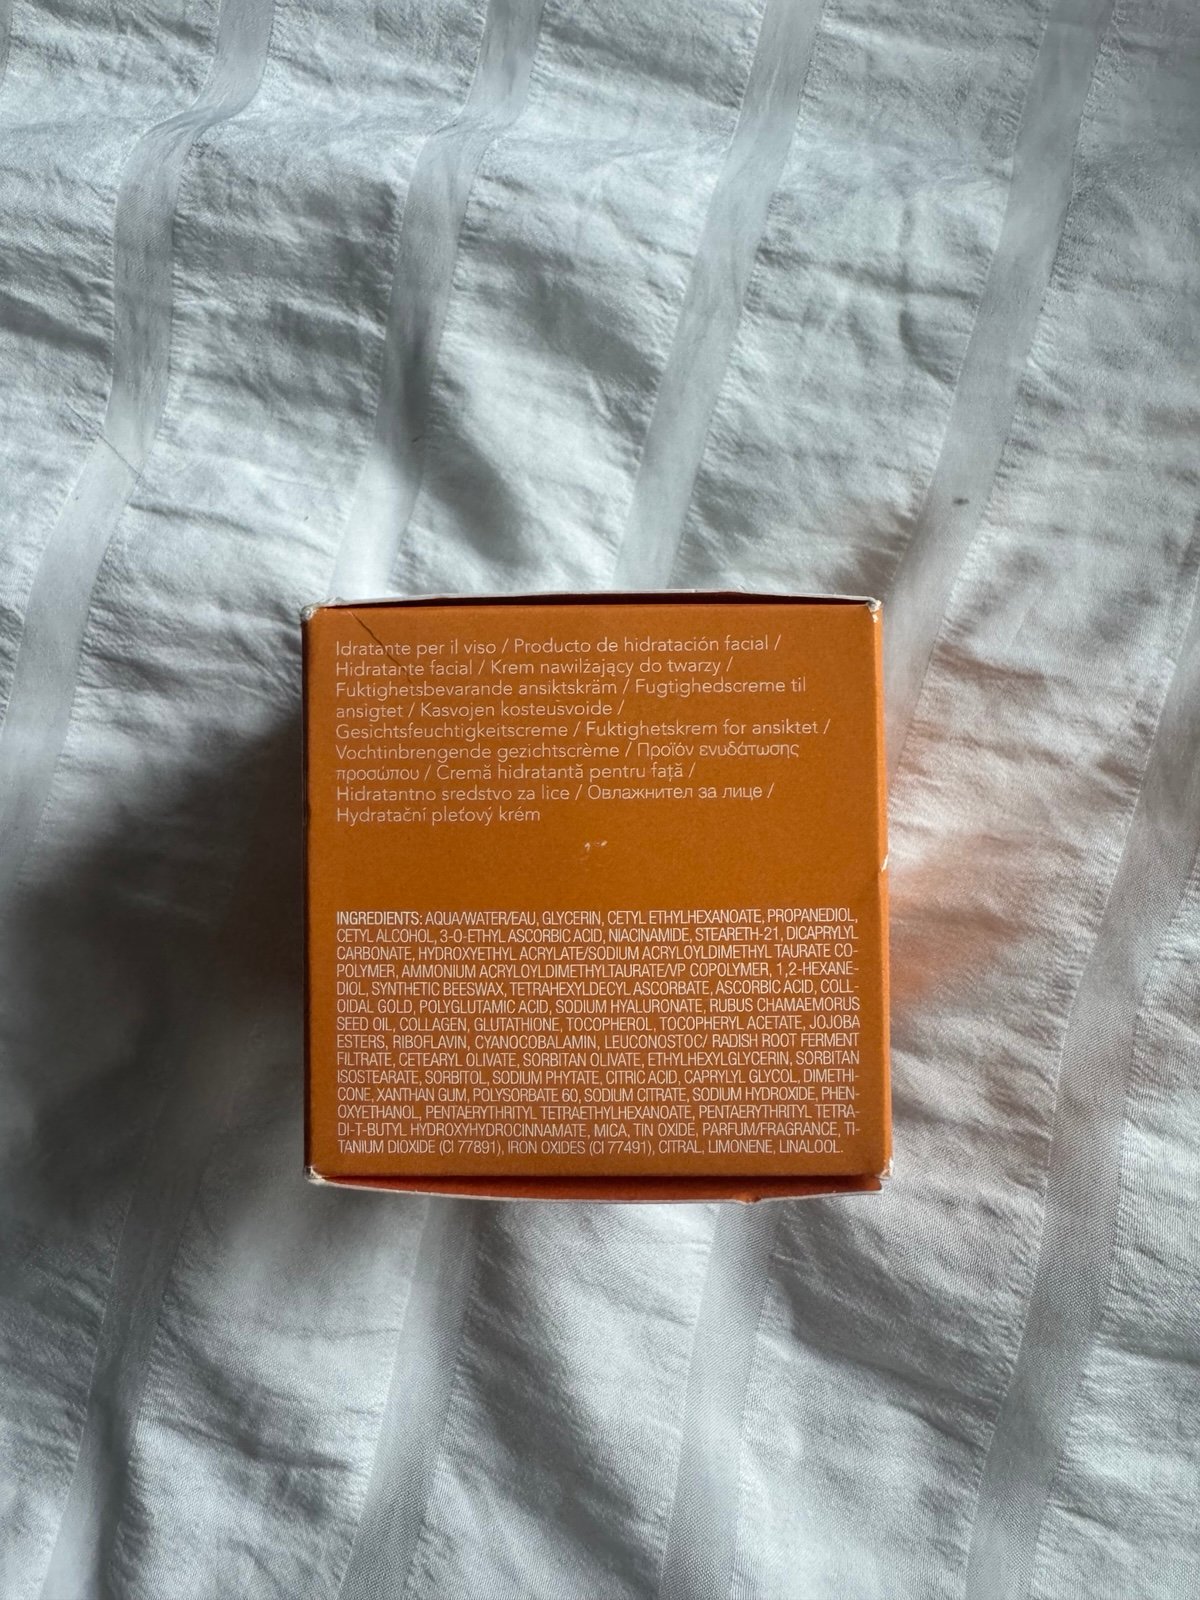 Idratante per il viso / Producto de hidratación facial /
Hidratante facial / Krem nawilżający do twarzy /
Fuktighetsbevarande ansiktskräm / Fugtighedscreme til
ansigtet / Kasvojen kosteusvoide /
Gesichtsfeuchtigkeitscreme / Fuktighetskrem for ansiktet /
Vochtinbrengende gezichtscrème / Προϊόν ενυδάτωσης
προσώπου / Cremă hidratantă pentru față /
Hidratantno sredstvo za lice / Овлажнител за лице /
Hydratační pleťový krém
INGREDIENTS: AQUA/WATER/EAU, GLYCERIN, CETYL ETHYLHEXANOATE, PROPANEDIOL,
CETYL ALCOHOL, 3-O-ETHYL ASCORBIC ACID, NIACINAMIDE, STEARETH-21, DICAPRYLYL
CARBONATE, HYDROXYETHYL ACRYLATE/SODIUM ACRYLOYLDIMETHYL TAURATE CO-
POLYMER, AMMONIUM ACRYLOYLDIMETHYLTAURATE/VP COPOLYMER, 1,2-HEXANE-
DIOL, SYNTHETIC BEESWAX, TETRAHEXYLDECYL ASCORBATE, ASCORBIC ACID, COLL-
OIDAL GOLD, POLYGLUTAMIC ACID, SODIUM HYALURONATE, RUBUS CHAMAEMORUS
SEED OIL, COLLAGEN, GLUTATHIONE, TOCOPHEROL, TOCOPHERYL ACETATE, JOJOBA
ESTERS, RIBOFLAVIN, CYANOCOBALAMIN, LEUCONOSTOC/ RADISH ROOT FERMENT
FILTRATE, CETEARYL OLIVATE, SORBITAN OLIVATE, ETHYLHEXYLGLYCERIN, SORBITAN
ISOSTEARATE, SORBITOL, SODIUM PHYTATE, CITRIC ACID, CAPRYLYL GLYCOL, DIMETHI-
CONE, XANTHAN GUM, POLYSORBATE 60, SODIUM CITRATE, SODIUM HYDROXIDE, PHEN-
OXYETHANOL, PENTAERYTHRITYL TETRAETHYLHEXANOATE, PENTAERYTHRITYL TETRA-
DI-T-BUTYL HYDROXYHYDROCINNAMATE, MICA, TIN OXIDE, PARFUM/FRAGRANCE, TI-
TANIUM DIOXIDE (CI 77891), IRON OXIDES (CI 77491), CITRAL, LIMONENE, LINALOOL.